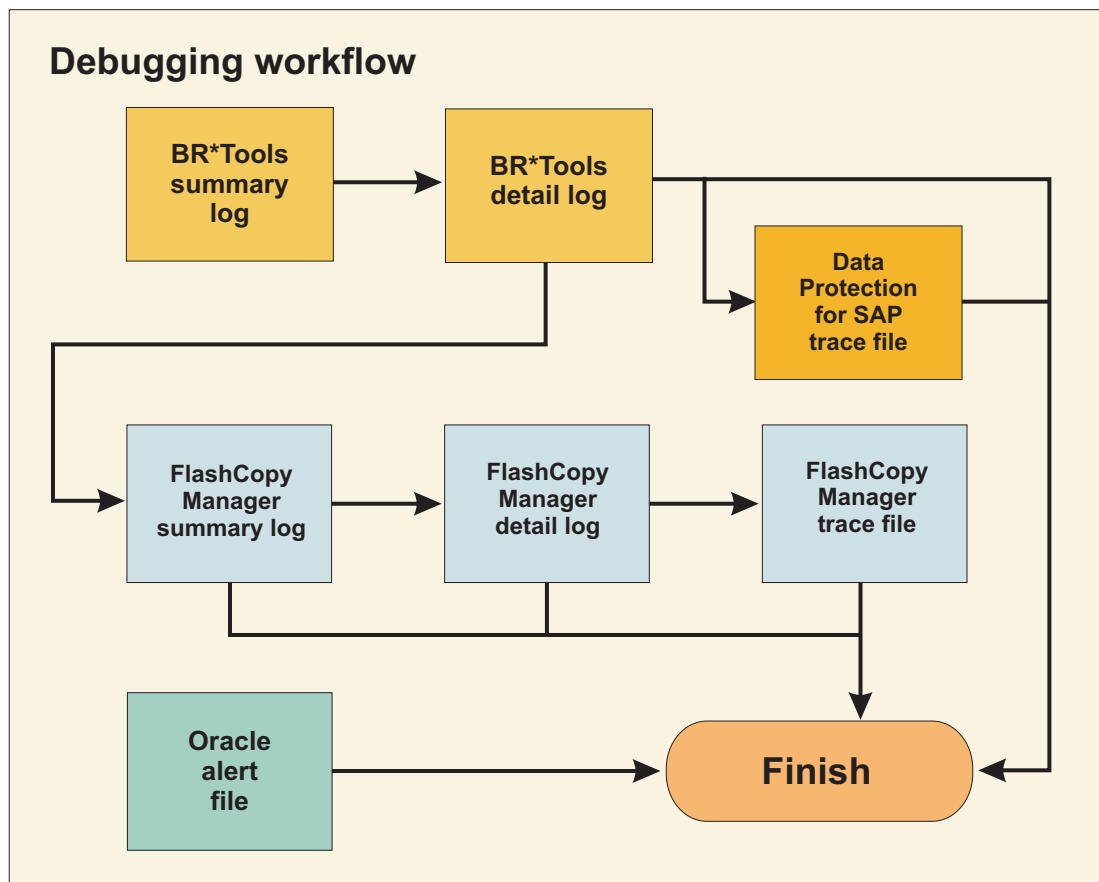 Debugging workflow
BR*Tools
summary
log
BR*Tools
detail log
Data
Protection
for SAP
trace file
FlashCopy
Manager
summary log
FlashCopy
Manager
detail log
FlashCopy
Manager
trace file
Oracle
alert
file
Finish